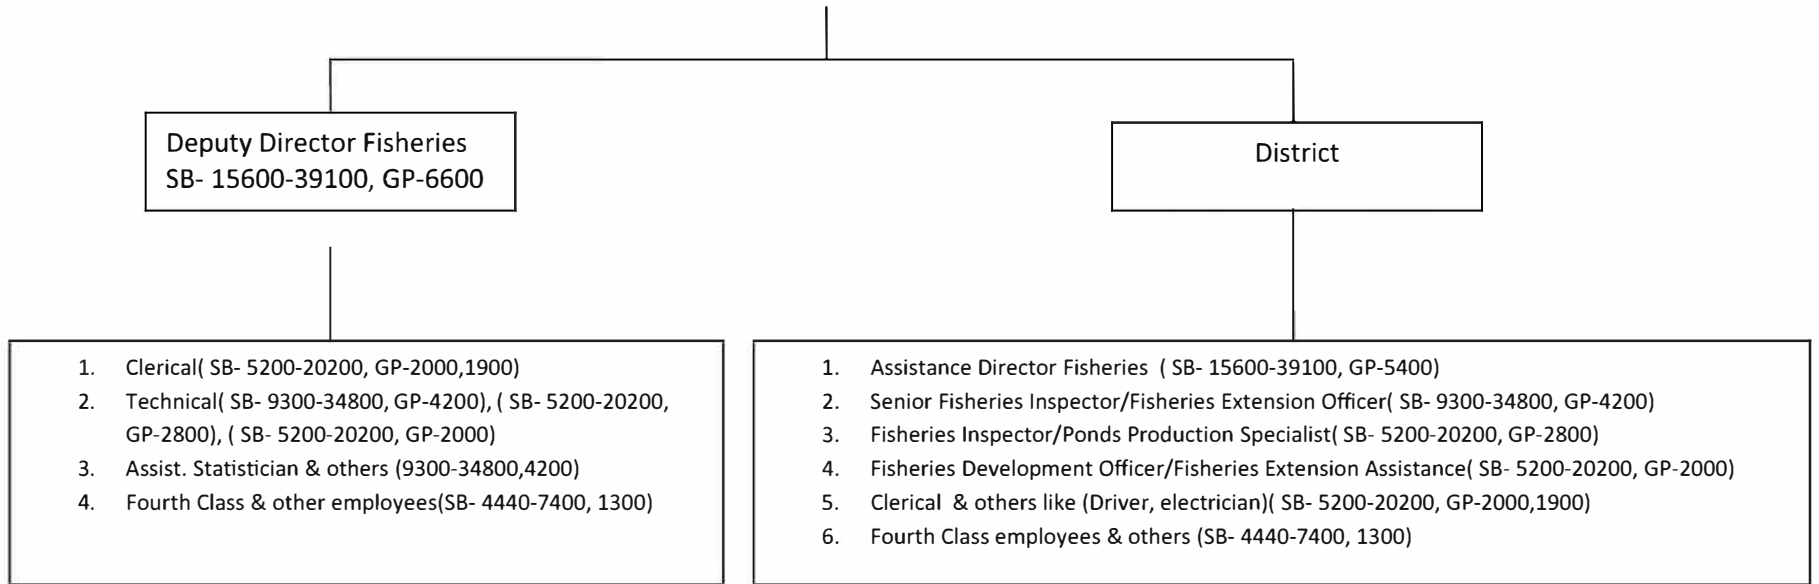 Deputy Director Fisheries
SB- 15600-39100, GP-6600
District
1. Clerical( SB- 5200-20200, GP-2000,1900)
2. Technical( SB- 9300-34800, GP-4200), ( SB- 5200-20200,
GP-2800), ( SB- 5200-20200, GP-2000)
3. Assist. Statistician & others (9300-34800,4200)
4. Fourth Class & other employees(SB- 4440-7400, 1300)
1. Assistance Director Fisheries ( SB- 15600-39100, GP-5400)
2. Senior Fisheries Inspector/Fisheries Extension Officer( SB- 9300-34800, GP-4200)
3. Fisheries Inspector/Ponds Production Specialist( SB- 5200-20200, GP-2800)
4. Fisheries Development Officer/Fisheries Extension Assistance( SB- 5200-20200, GP-2000)
5. Clerical & others like (Driver, electrician)( SB- 5200-20200, GP-2000,1900)
6. Fourth Class employees & others (SB- 4440-7400, 1300)